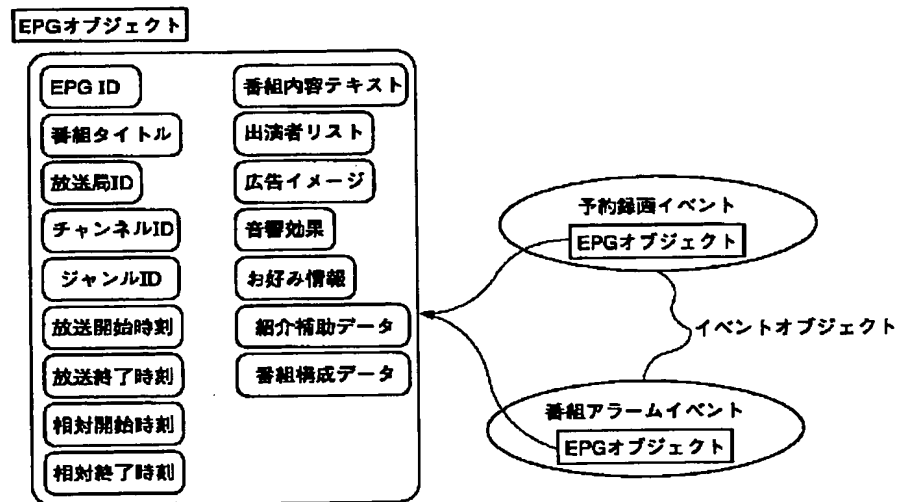 EPGオブジェクト
EPG ID
番組タイトル
放送局ID
チャンネルID
ジャンルID
放送開始時刻
放送終了時刻
相対開始時刻
相対終了時刻
番組内容テキスト
出演者リスト
広告イメージ
音響効果
お好み情報
紹介補助データ
番組構成データ
予約録画イベント
EPGオブジェクト
イベントオブジェクト
番組アラームイベント
EPGオブジェクト